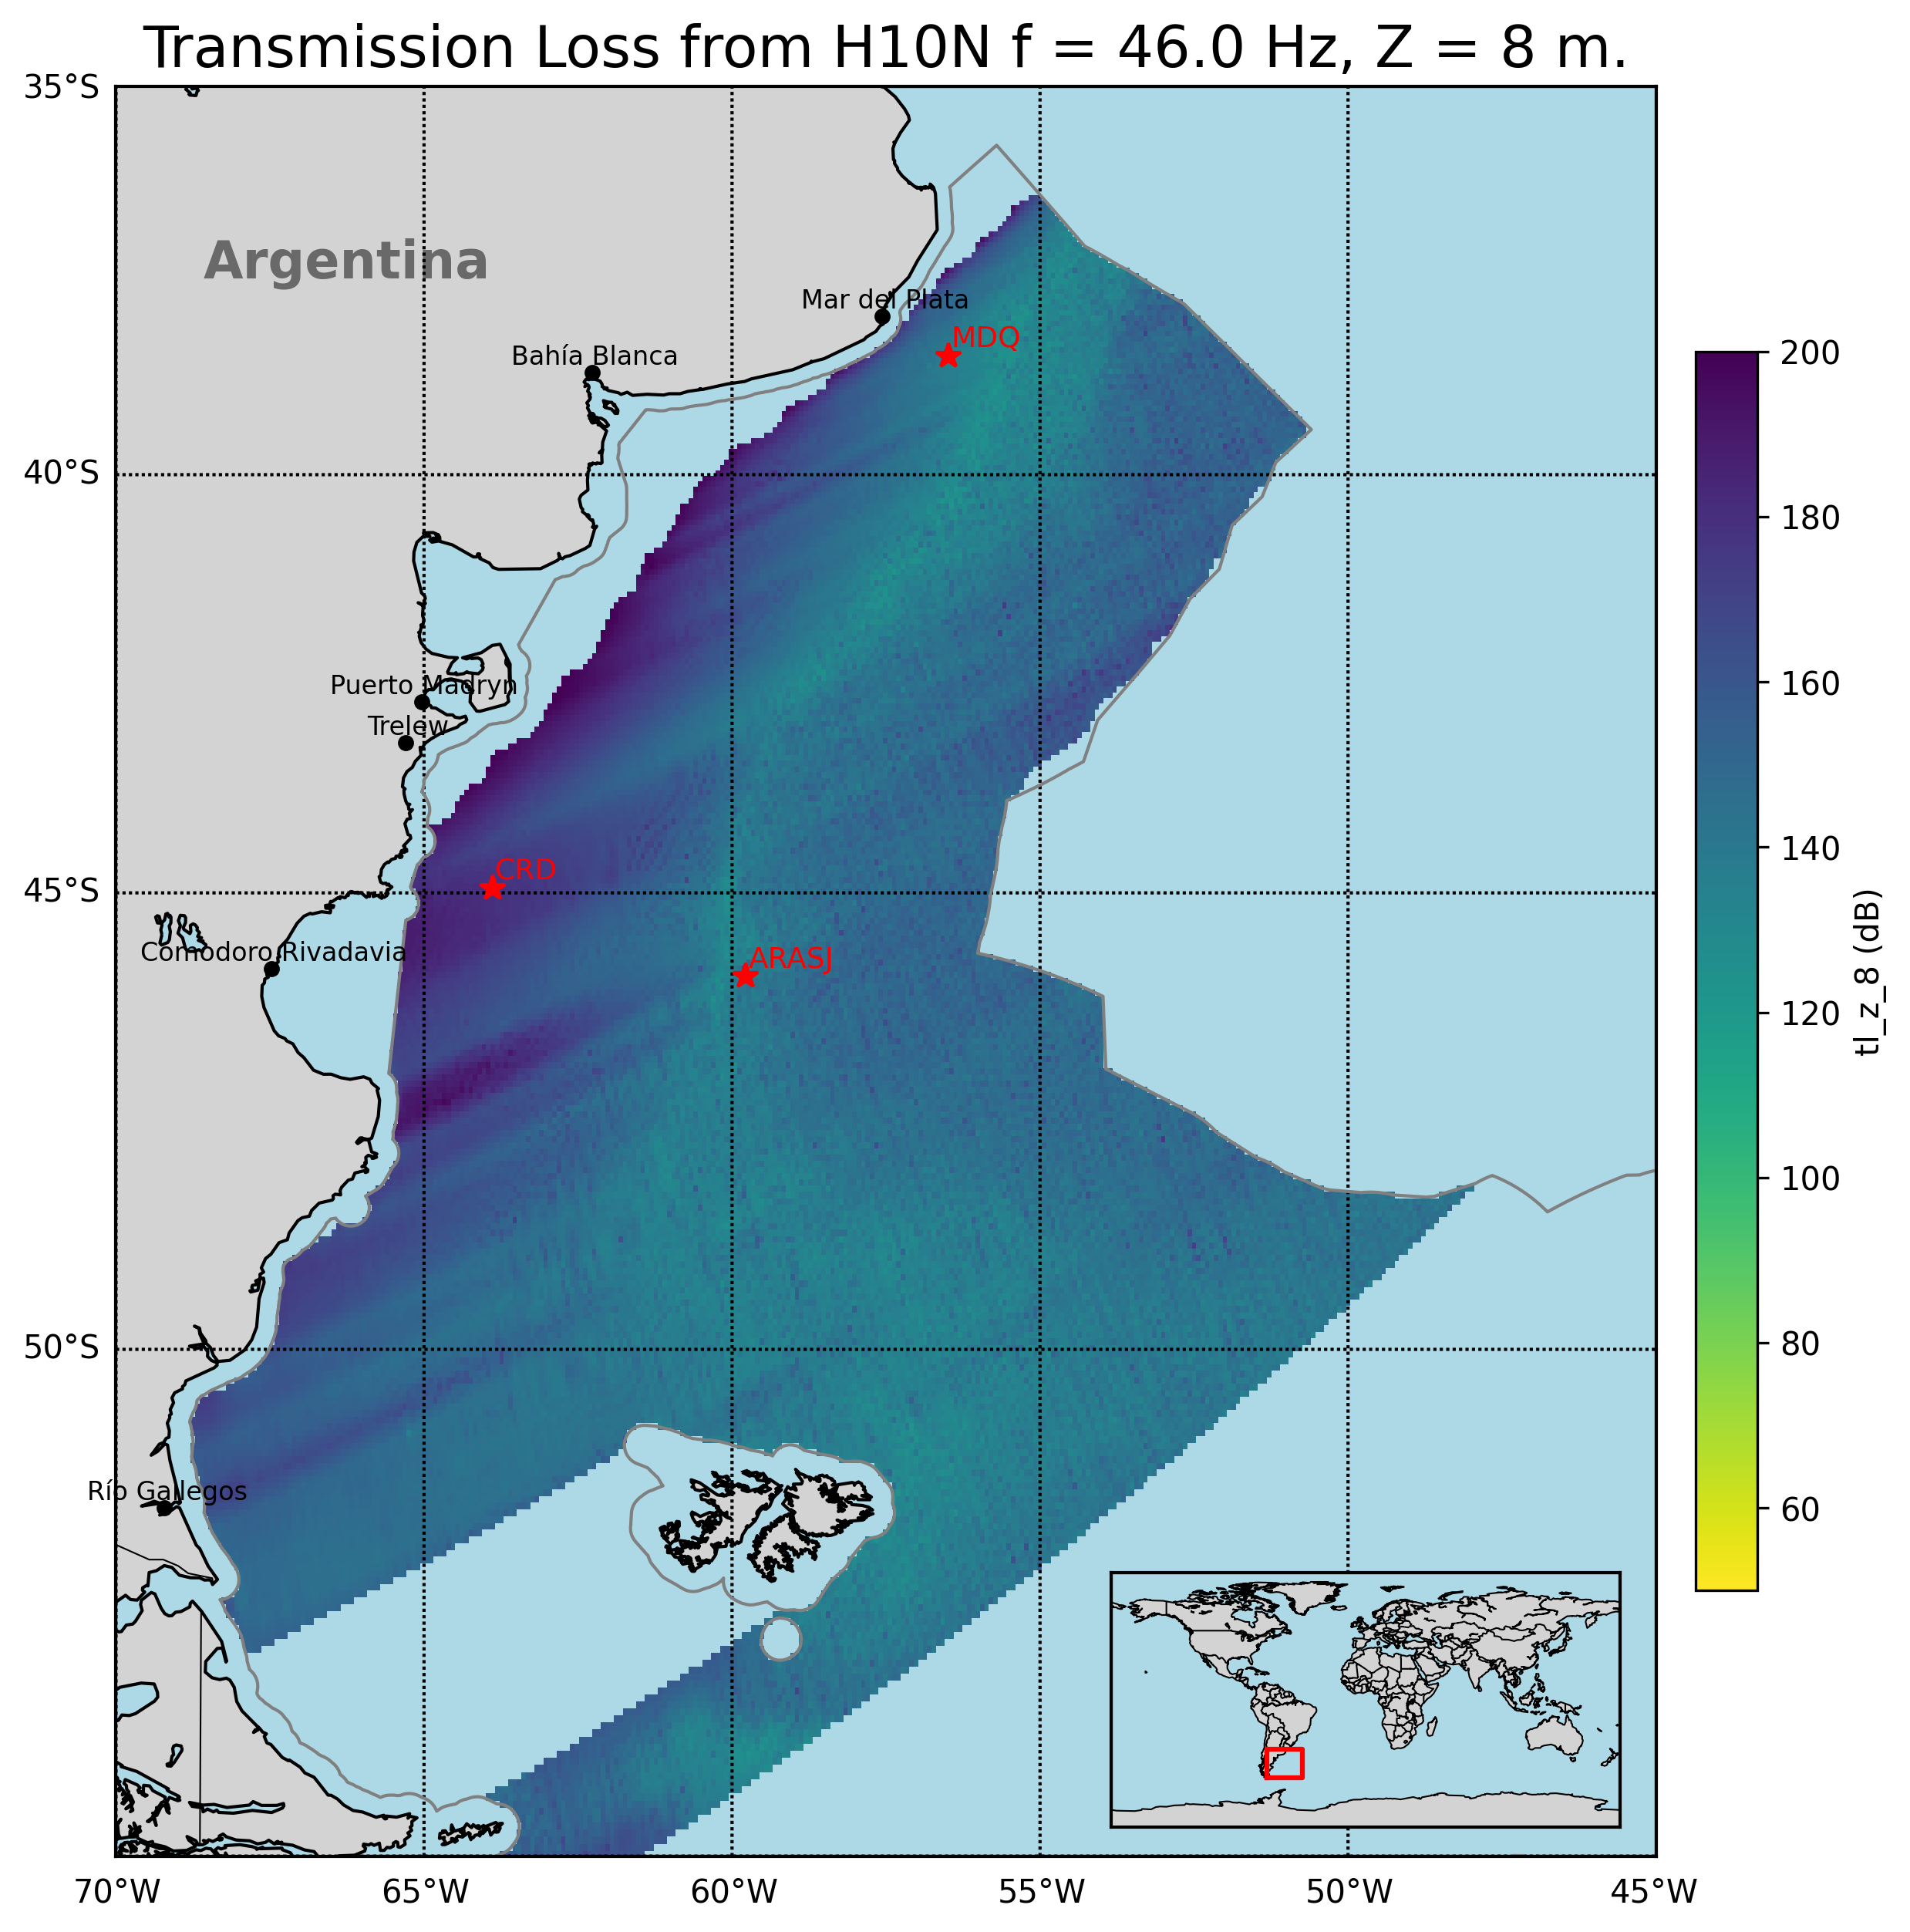 Transmission Loss from H10N f = 46.0 Hz, Z = 8 m.
35°S
Argentina
Mar del Plata
MDQ
Bahía Blanca
200
40°S
180
160
Puerto Madryn
Trelew
140
CRD
45°S
tl_z_8 (dB)
Comodoro Rivadavia
ARASJ
120
100
50°S
80
Río Gallegos
60
70°W
65°W
60°W
55°W
50°W
45°W